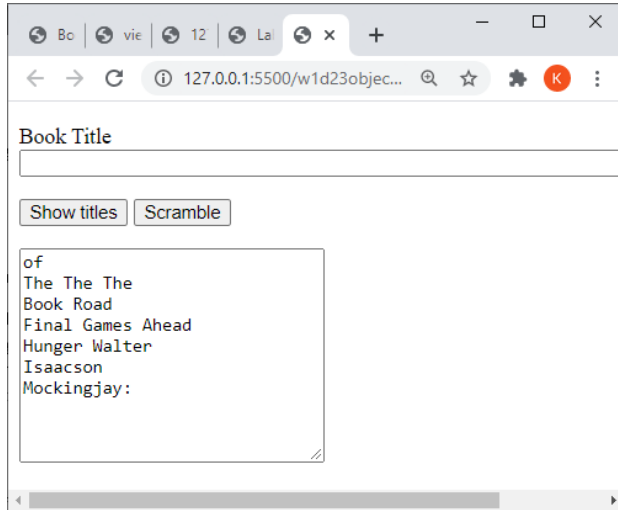 Bo vie 12 Lal
127.0.0.1:5500/w1d23objec...
K
Book Title
Show titles Scramble
of
The The The
Book Road
Final Games Ahead
Hunger Walter
Isaacson
Mockingjay: